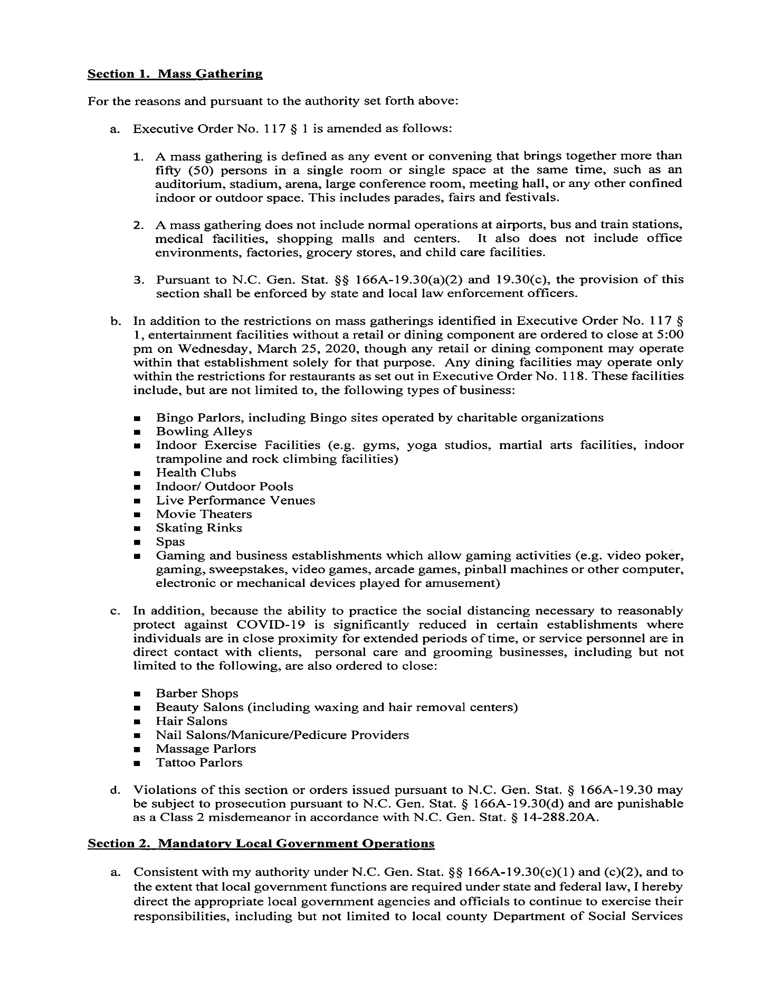 Section 1. Mass Gathering
For the reasons and pursuant to the authority set forth above:
a. Executive Order No. 117 § 1 is amended as follows:
1. A mass gathering is defined as any event or convening that brings together more than
fifty (50) persons in a single room or single space at the same time, such as an
auditorium, stadium, arena, large conference room, meeting hall, or any other confined
indoor or outdoor space. This includes parades, fairs and festivals.
2. A mass gathering does not include normal operations at airports, bus and train stations,
medical facilities, shopping malls and centers. It also does not include office
environments, factories, grocery stores, and child care facilities.
3. Pursuant to N.C. Gen. Stat. §§ 166A-19.30(a)(2) and 19.30(c), the provision of this
section shall be enforced by state and local law enforcement officers.
b. In addition to the restrictions on mass gatherings identified in Executive Order No. 117 §
1, entertainment facilities without a retail or dining component are ordered to close at 5:00
pm on Wednesday, March 25, 2020, though any retail or dining component may operate
within that establishment solely for that purpose. Any dining facilities may operate only
within the restrictions for restaurants as set out in Executive Order No. 118. These facilities
include, but are not limited to, the following types of business:
▪ Bingo Parlors, including Bingo sites operated by charitable organizations
▪ Bowling Alleys
▪ Indoor Exercise Facilities (e.g. gyms, yoga studios, martial arts facilities, indoor
trampoline and rock climbing facilities)
▪ Health Clubs
▪ Indoor/ Outdoor Pools
▪ Live Performance Venues
▪ Movie Theaters
▪ Skating Rinks
▪ Spas
▪ Gaming and business establishments which allow gaming activities (e.g. video poker,
gaming, sweepstakes, video games, arcade games, pinball machines or other computer,
electronic or mechanical devices played for amusement)
c. In addition, because the ability to practice the social distancing necessary to reasonably
protect against COVID-19 is significantly reduced in certain establishments where
individuals are in close proximity for extended periods of time, or service personnel are in
direct contact with clients, personal care and grooming businesses, including but not
limited to the following, are also ordered to close:
▪ Barber Shops
▪ Beauty Salons (including waxing and hair removal centers)
▪ Hair Salons
▪ Nail Salons/Manicure/Pedicure Providers
▪ Massage Parlors
▪ Tattoo Parlors
d. Violations of this section or orders issued pursuant to N.C. Gen. Stat. § 166A-19.30 may
be subject to prosecution pursuant to N.C. Gen. Stat. § 166A-19.30(d) and are punishable
as a Class 2 misdemeanor in accordance with N.C. Gen. Stat. § 14-288.20A.
Section 2. Mandatory Local Government Operations
a. Consistent with my authority under N.C. Gen. Stat. §§ 166A-19.30(c)(1) and (c)(2), and to
the extent that local government functions are required under state and federal law, I hereby
direct the appropriate local government agencies and officials to continue to exercise their
responsibilities, including but not limited to local county Department of Social Services